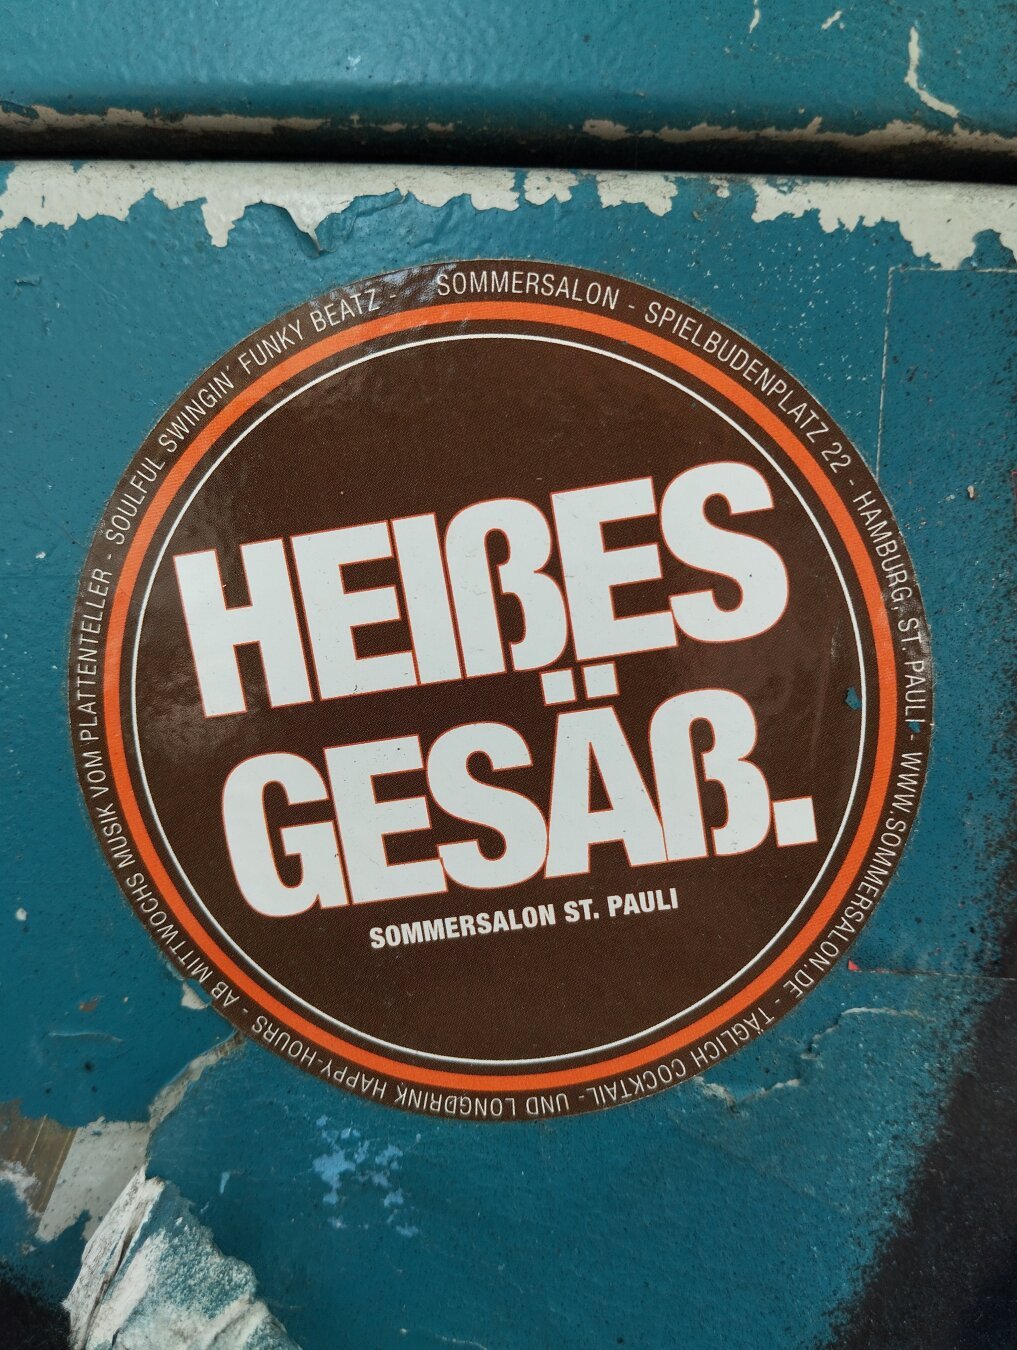 HEIßES
GESÄß.
SOMMERSALON ST. PAULI
SOMMERSALON - SPIELBUDENPLATZ 22 - HAMBURG, ST. PAULI - WWW.SOMMERSALON.DE - TÄGLICH COCKTAIL- UND LONGDRINK HAPPY-HOURS - AB MITTWOCHS MUSIK VOM PLATTENTELLER - SOULFUL SWINGIN' FUNKY BEATZ -